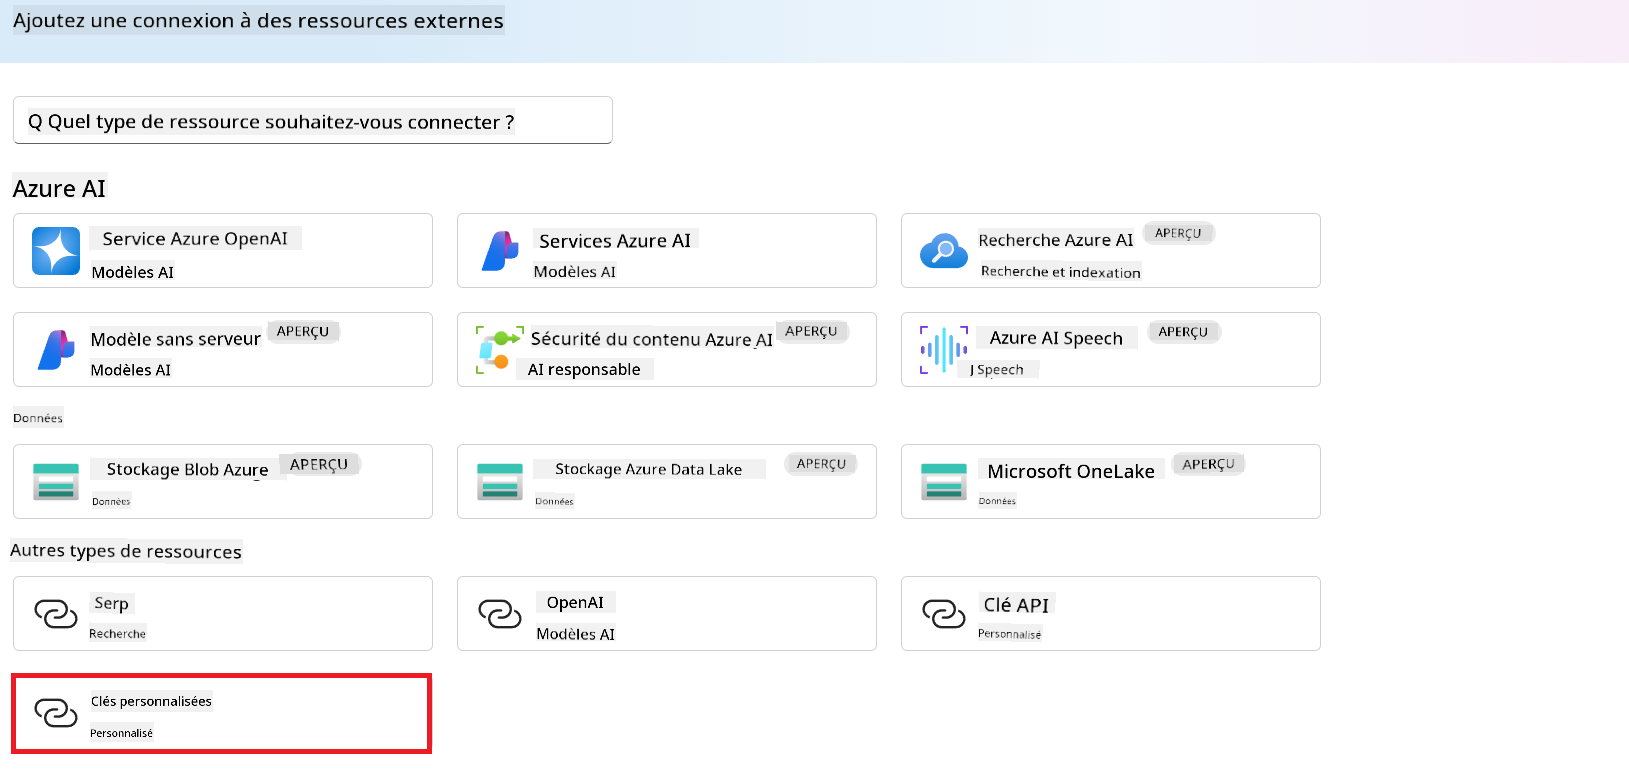 Ajoutez une connexion à des ressources externes
Q Quel type de ressource souhaitez-vous connecter ?
Azure AI
Service Azure OpenAI
Modèles AI
Services Azure AI
Modèles AI
Recherche Azure AI APERÇU
Recherche et indexation
Modèle sans serveur APERÇU
Modèles AI
Sécurité du contenu Azure AI APERÇU
AI responsable
Azure AI Speech APERÇU
J Speech
Données
Stockage Blob Azure APERÇU
Données
Stockage Azure Data Lake APERÇU
Données
Microsoft OneLake APERÇU
Données
Autres types de ressources
Serp
Recherche
OpenAI
Modèles AI
Clé API
Personnalisé
Clés personnalisées
Personnalisé